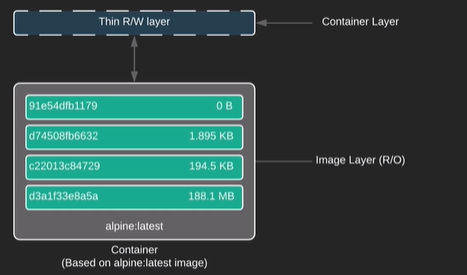 Thin R/W layer
Container Layer
91e54dfb1179 0 B
d74508fb6632 1.895 KB
c22013c84729 194.5 KB
d3a1f33e8a5a 188.1 MB
Image Layer (R/O)
alpine:latest
Container
(Based on alpine:latest image)